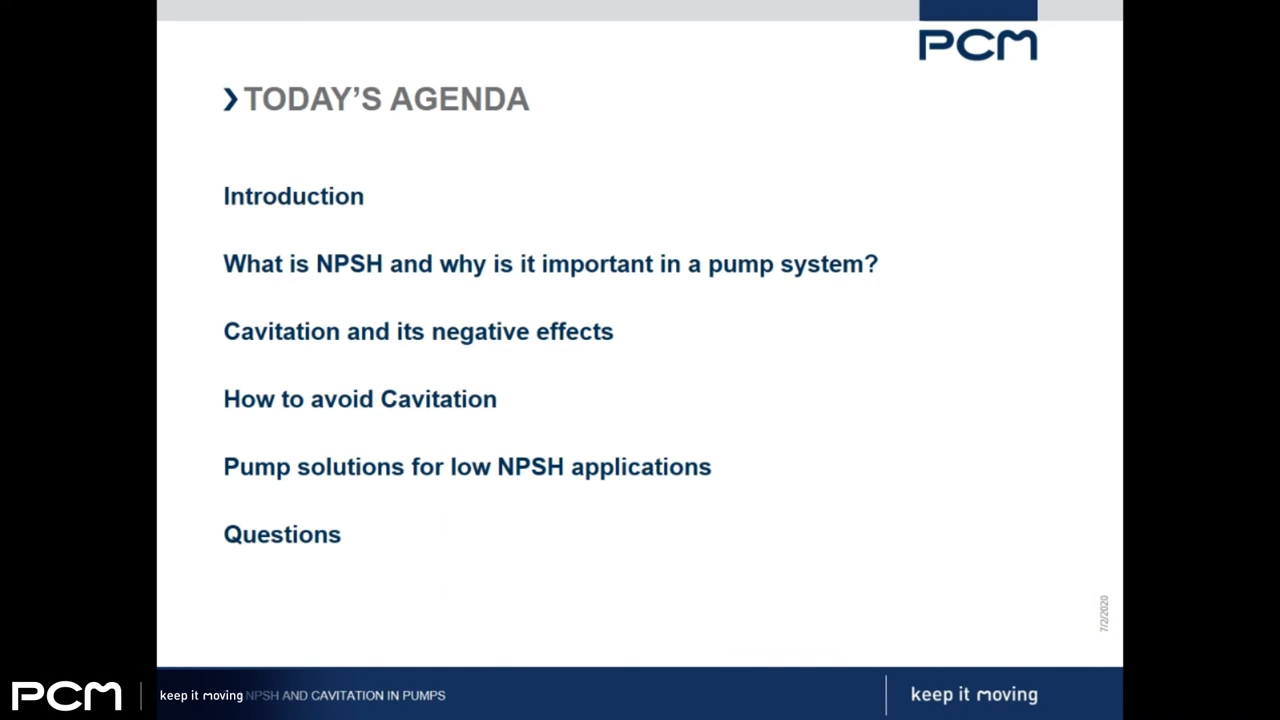 PCM
TODAY’S AGENDA
Introduction
What is NPSH and why is it important in a pump system?
Cavitation and its negative effects
How to avoid Cavitation
Pump solutions for low NPSH applications
Questions
7/2/2020
PCM keep it moving NPSH AND CAVITATION IN PUMPS keep it moving